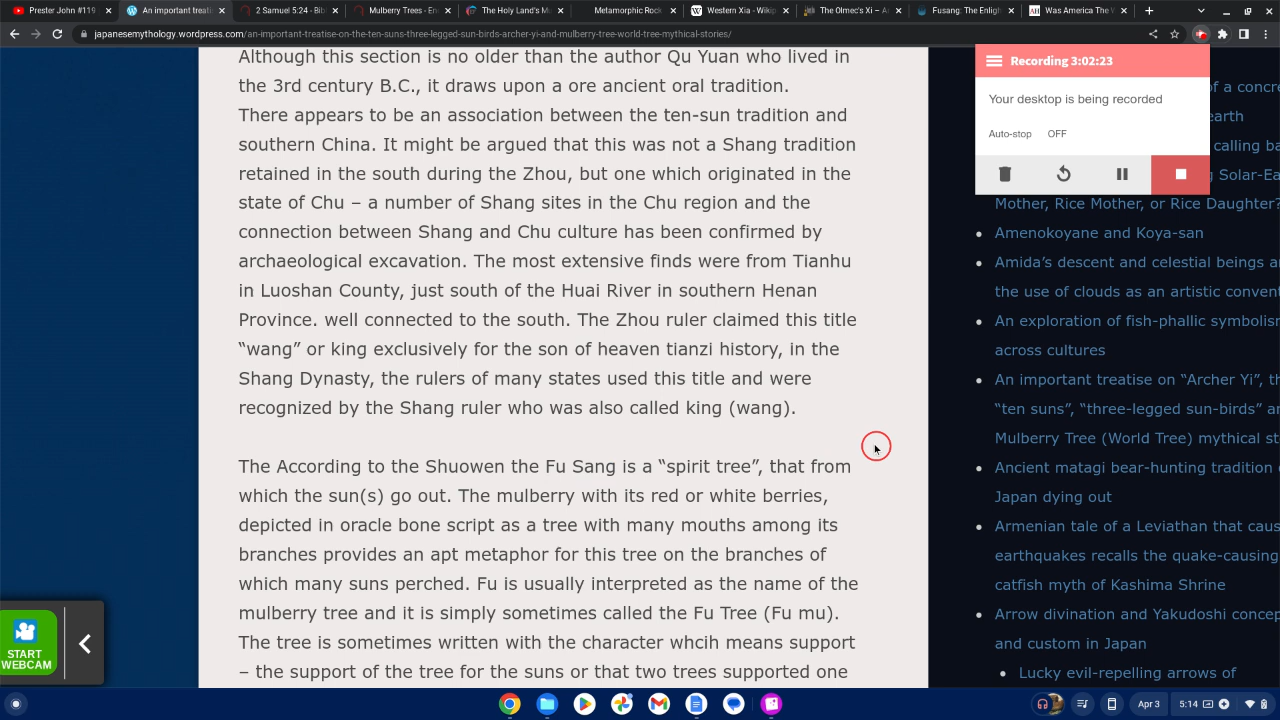 Prester John #119
An important treati
2 Samuel 5:24 - Bib
Mulberry Trees - En
The Holy Land's M
Metamorphic Rock
Western Xia - Wikip
The Olmec's Xi – A
Fusang: The Enligh
Was America The W
japanesemythology.wordpress.com/an-important-treatise-on-the-ten-suns-three-legged-sun-birds-archer-yi-and-mulberry-tree-world-tree-mythical-stories/
Although this section is no older than the author Qu Yuan who lived in
the 3rd century B.C., it draws upon a ore ancient oral tradition.
There appears to be an association between the ten-sun tradition and
southern China. It might be argued that this was not a Shang tradition
retained in the south during the Zhou, but one which originated in the
state of Chu – a number of Shang sites in the Chu region and the
connection between Shang and Chu culture has been confirmed by
archaeological excavation. The most extensive finds were from Tianhu
in Luoshan County, just south of the Huai River in southern Henan
Province. well connected to the south. The Zhou ruler claimed this title
“wang” or king exclusively for the son of heaven tianzi history, in the
Shang Dynasty, the rulers of many states used this title and were
recognized by the Shang ruler who was also called king (wang).
The According to the Shuowen the Fu Sang is a “spirit tree”, that from
which the sun(s) go out. The mulberry with its red or white berries,
depicted in oracle bone script as a tree with many mouths among its
branches provides an apt metaphor for this tree on the branches of
which many suns perched. Fu is usually interpreted as the name of the
mulberry tree and it is simply sometimes called the Fu Tree (Fu mu).
The tree is sometimes written with the character whcih means support
– the support of the tree for the suns or that two trees supported one
Recording 3:02:23
Your desktop is being recorded
Auto-stop OFF
of a concre
earth
calling ba
Solar-Ea
Mother, Rice Mother, or Rice Daughter?
Amenokoyane and Koya-san
Amida’s descent and celestial beings a
the use of clouds as an artistic convent
An exploration of fish-phallic symbolis
across cultures
An important treatise on “Archer Yi”, th
“ten suns”, “three-legged sun-birds” an
Mulberry Tree (World Tree) mythical st
Ancient matagi bear-hunting tradition
Japan dying out
Armenian tale of a Leviathan that caus
earthquakes recalls the quake-causing
catfish myth of Kashima Shrine
Arrow divination and Yakudoshi concep
and custom in Japan
Lucky evil-repelling arrows of
START
WEBCAM
Apr 3
5:14